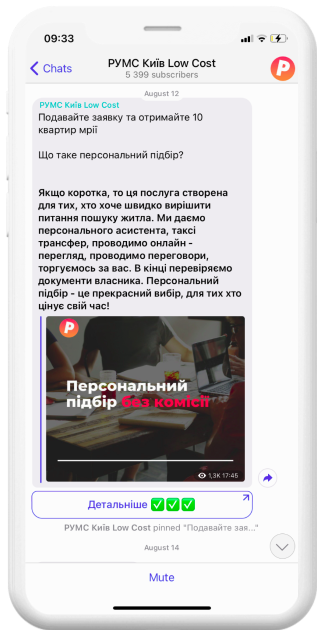 09:33
Chats
РУМС Київ Low Cost
5 399 subscribers
August 12
РУМС Київ Low Cost
Подавайте заявку та отримайте 10
квартир мрії
Що таке персональний підбір?
Якщо коротка, то ця послуга створена
для тих, хто хоче швидко вирішити
питання пошуку житла. Ми даємо
персонального асистента, таксі
трансфер, проводимо онлайн -
перегляд, проводимо переговори,
торгуємось за вас. В кінці перевіряємо
документи власника. Персональний
підбір - це прекрасний вибір, для тих хто
цінує свій час!
Р
Персональний
підбір без комісії
1,3K 17:45
Детальніше ✅✅✅
РУМС Київ Low Cost pinned "Подавайте зая..."
August 14
Mute